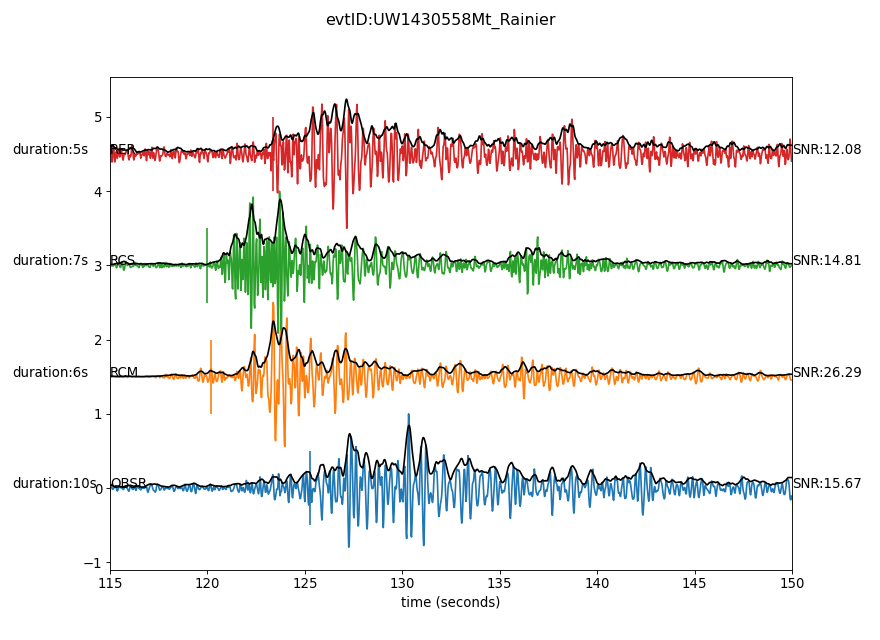 evtID:UW1430558Mt_Rainier
5
duration:5s RER SNR:12.08
4
duration:7s 3 RCS SNR:14.81
2
duration:6s RCM SNR:26.29
1
duration:10s 0 OBSR SNR:15.67
−1
115 120 125 130 135 140 145 150
time (seconds)